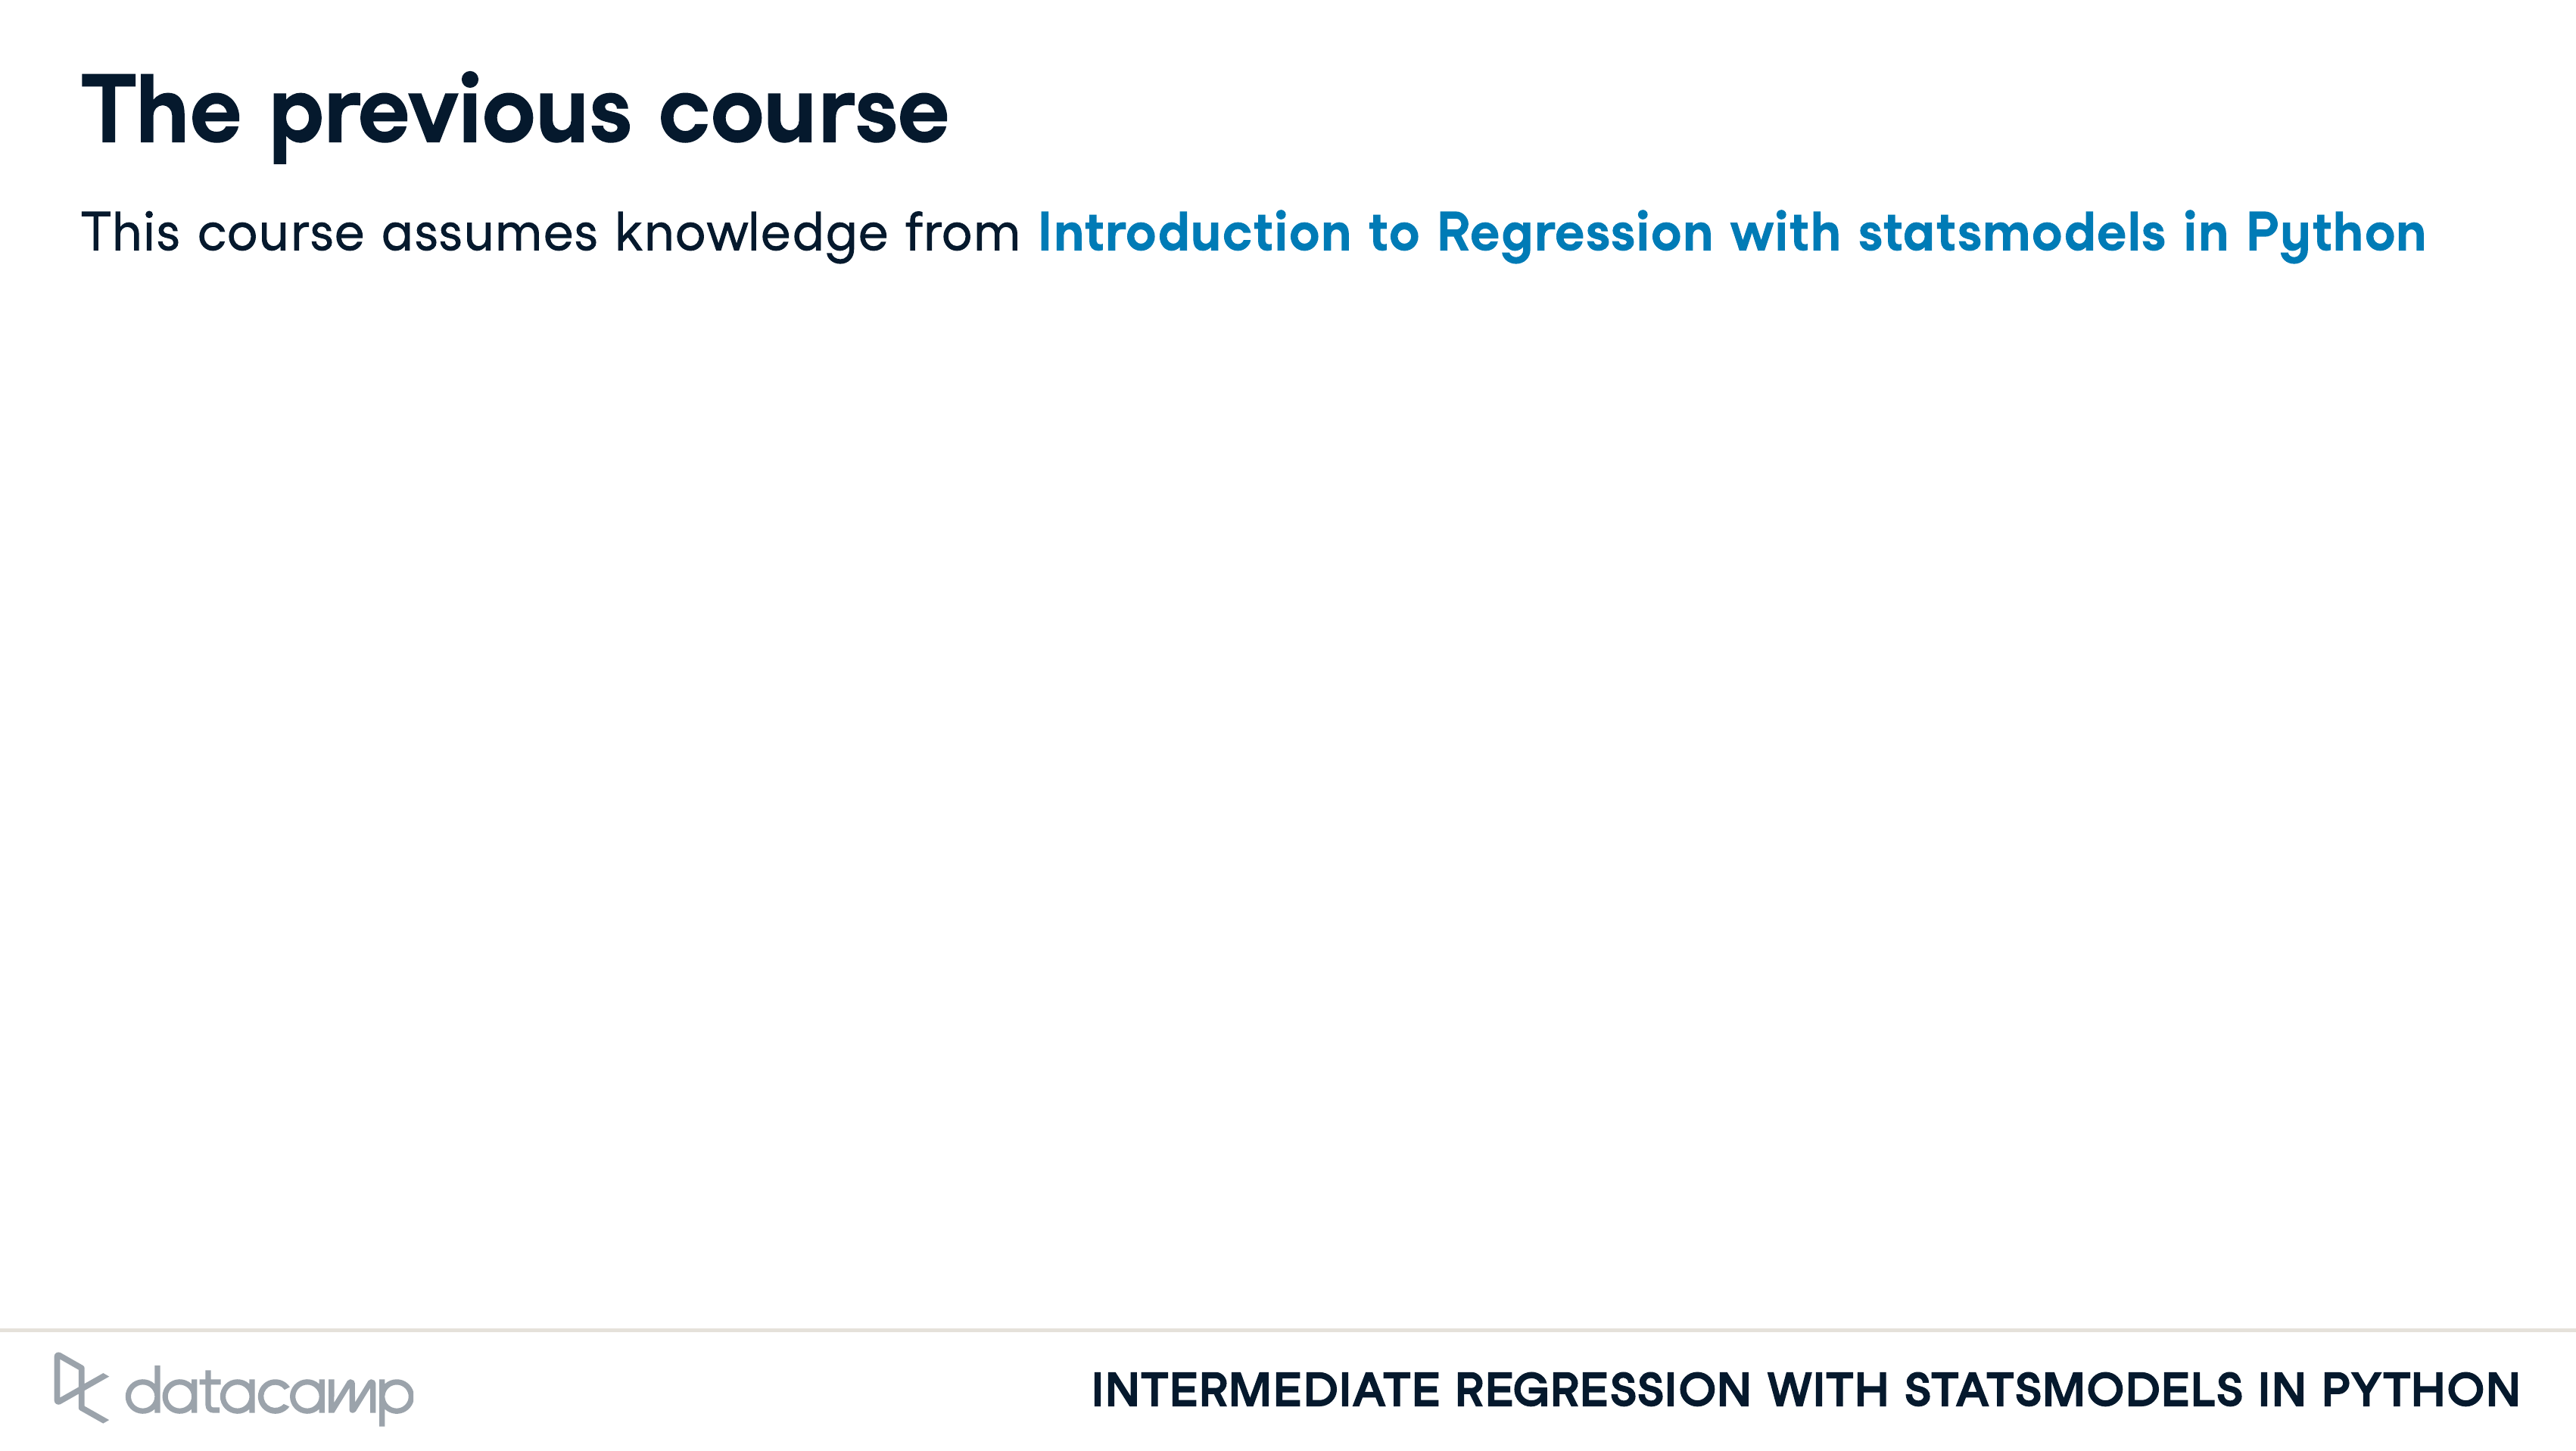 The previous course
This course assumes knowledge from Introduction to Regression with statsmodels in Python
datacamp
INTERMEDIATE REGRESSION WITH STATSMODELS IN PYTHON